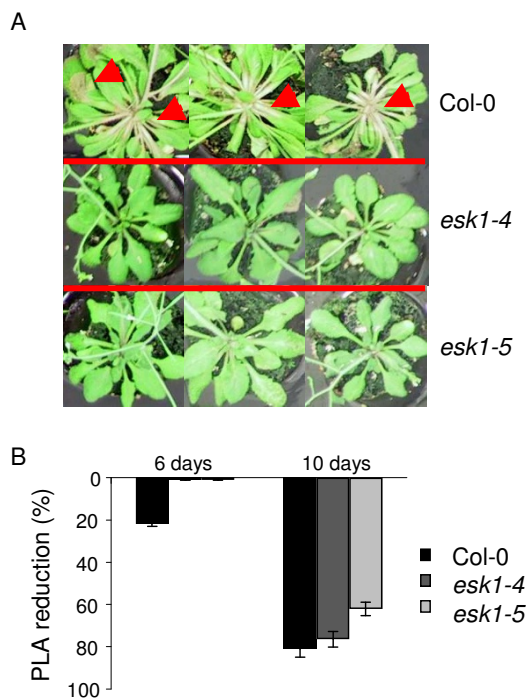 A
Col-0
esk1-4
esk1-5
B
6 days
10 days
PLA reduction (%)
0
20
40
60
80
100
Col-0
esk1-4
esk1-5